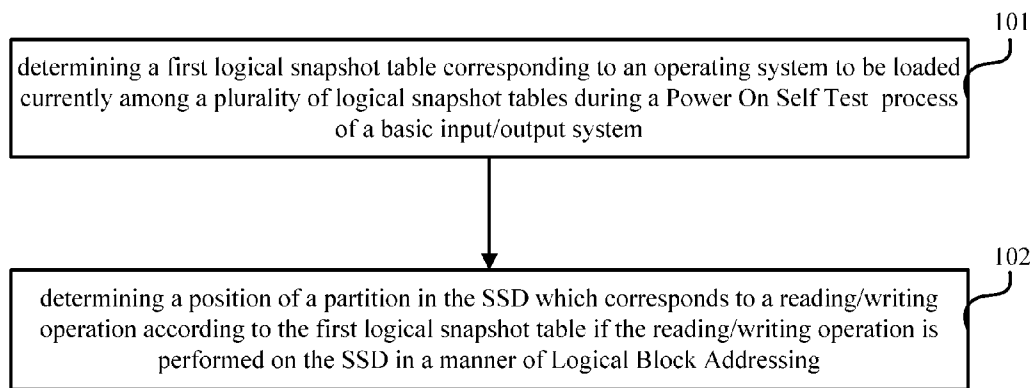 101
determining a first logical snapshot table corresponding to an operating system to be loaded
currently among a plurality of logical snapshot tables during a Power On Self Test process
of a basic input/output system
102
determining a position of a partition in the SSD which corresponds to a reading/writing
operation according to the first logical snapshot table if the reading/writing operation is
performed on the SSD in a manner of Logical Block Addressing